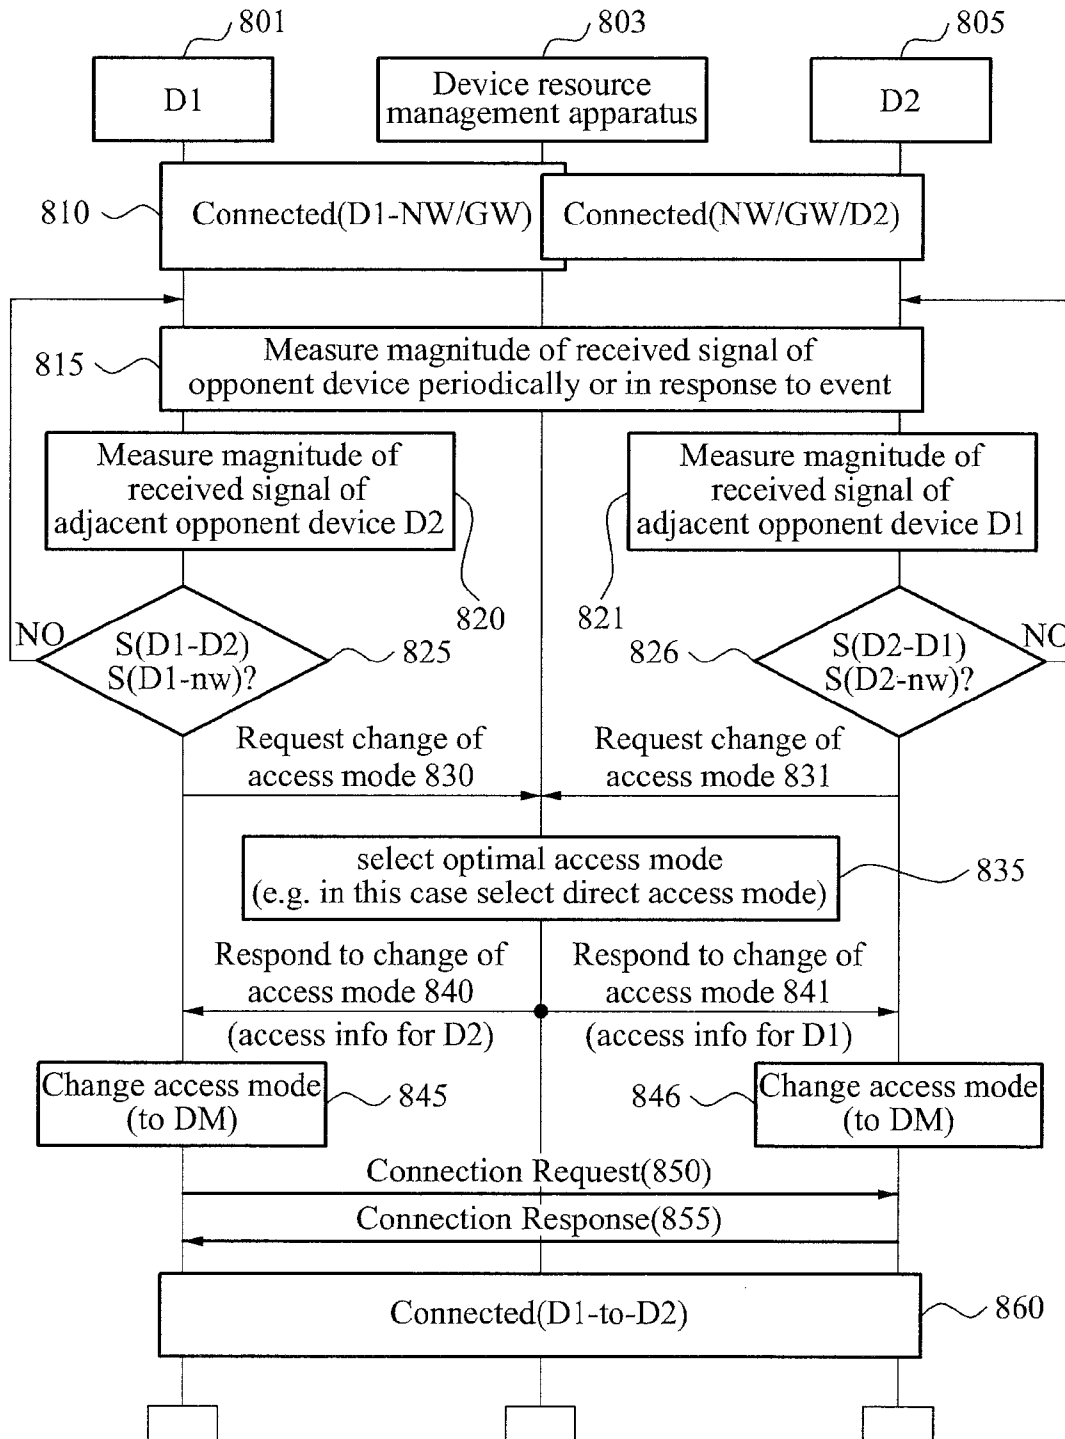 801
803
805
D1
Device resource
management apparatus
D2
810
Connected(D1-NW/GW)
Connected(NW/GW/D2)
815
Measure magnitude of received signal of
opponent device periodically or in response to event
Measure magnitude of
received signal of
adjacent opponent device D2
Measure magnitude of
received signal of
adjacent opponent device D1
820
821
NO
S(D1-D2)
S(D1-nw)?
825
826
S(D2-D1)
S(D2-nw)?
NO
Request change of
access mode 830
Request change of
access mode 831
select optimal access mode
(e.g. in this case select direct access mode)
835
Respond to change of
access mode 840
(access info for D2)
Respond to change of
access mode 841
(access info for D1)
Change access mode
(to DM)
845
846
Change access mode
(to DM)
Connection Request(850)
Connection Response(855)
Connected(D1-to-D2)
860